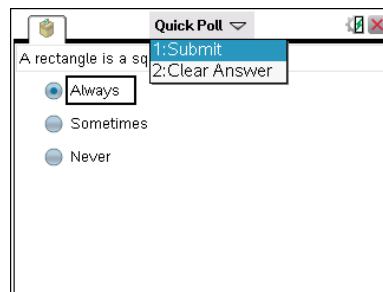 Quick Poll
1:Submit
2:Clear Answer
A rectangle is a sq
Always
Sometimes
Never